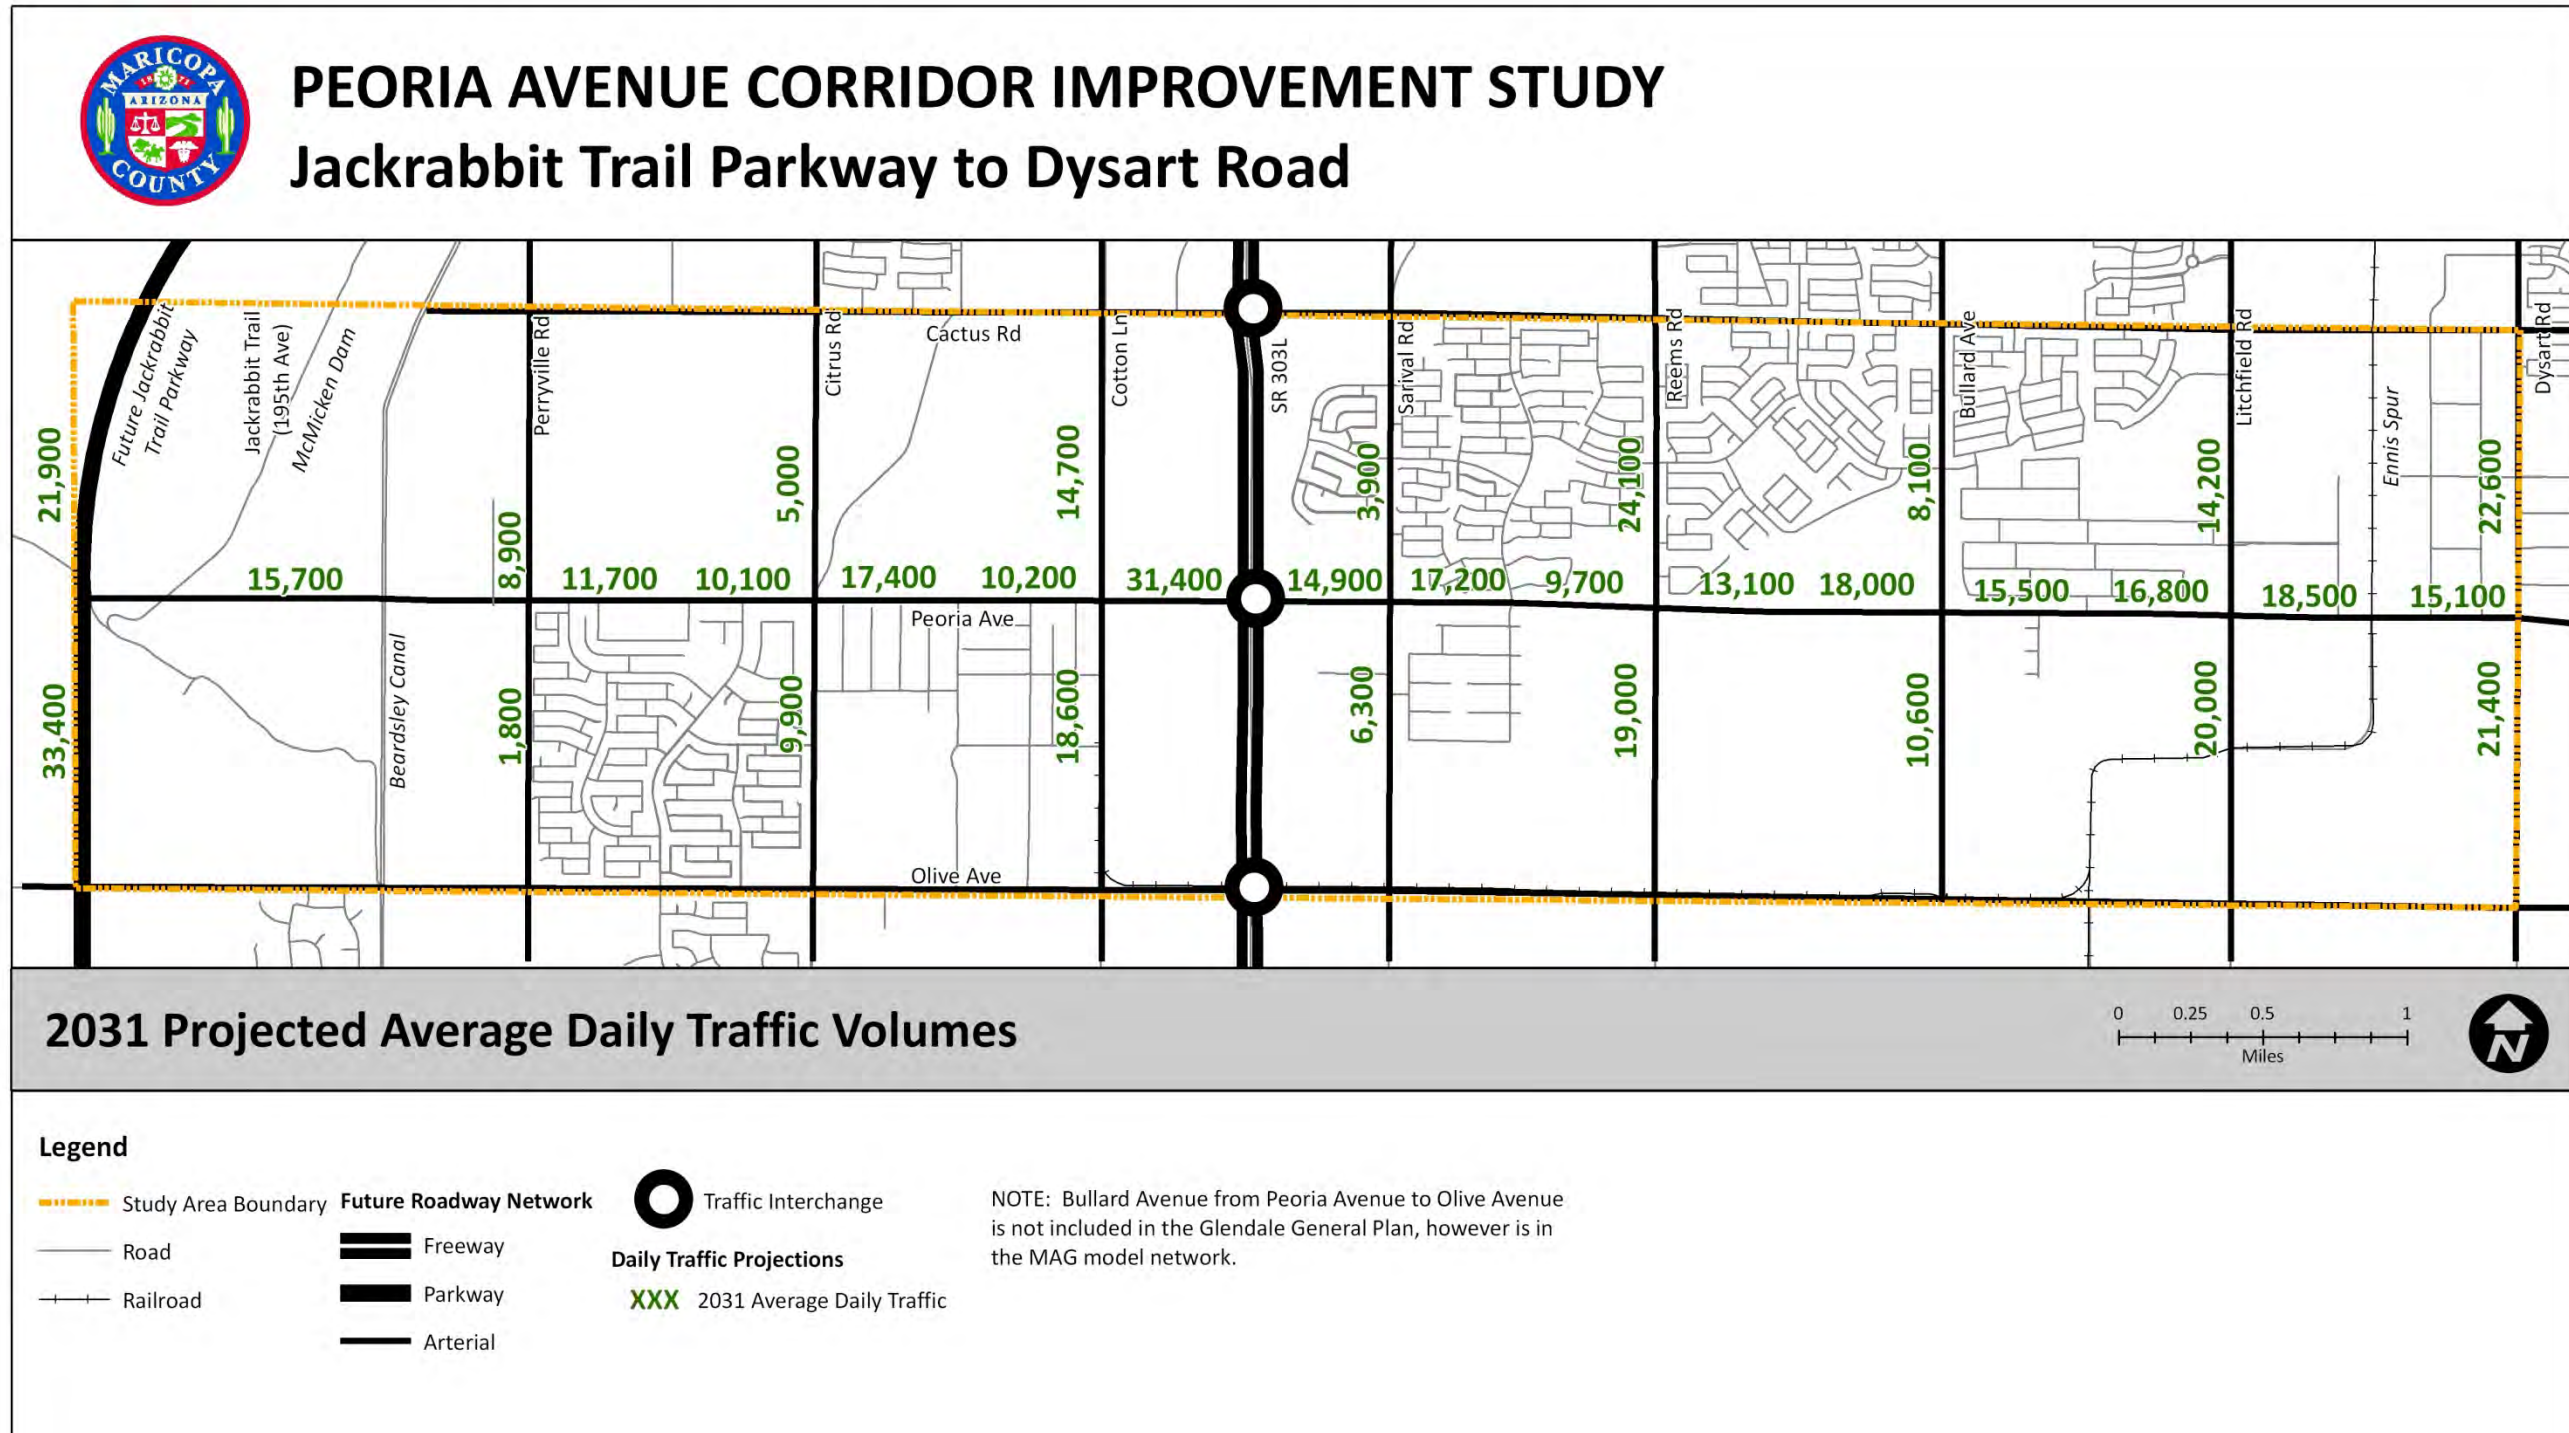 MARICOPA
ARIZONA
COUNTY
PEORIA AVENUE CORRIDOR IMPROVEMENT STUDY
Jackrabbit Trail Parkway to Dysart Road
Future Jackrabbit
Trail Parkway
Jackrabbit Trail
(195th Ave)
McMicken Dam
Perryville Rd
Citrus Rd
Cactus Rd
Cotton Ln
SR 303L
Sarival Rd
Reems Rd
Bullard Ave
Litchfield Rd
Ennis Spur
Dysart Rd
21,900
8,900
5,000
14,700
3,900
24,100
8,100
14,200
22,600
15,700
11,700
10,100
17,400
10,200
31,400
14,900
17,200
9,700
13,100
18,000
15,500
16,800
18,500
15,100
Peoria Ave
Beardsley Canal
33,400
1,800
9,900
18,600
6,300
19,000
10,600
20,000
21,400
Olive Ave
2031 Projected Average Daily Traffic Volumes
0 0.25 0.5 1
Miles
N
Legend
Study Area Boundary
Road
Railroad
Future Roadway Network
Freeway
Parkway
Arterial
Traffic Interchange
Daily Traffic Projections
XXX 2031 Average Daily Traffic
NOTE: Bullard Avenue from Peoria Avenue to Olive Avenue
is not included in the Glendale General Plan, however is in
the MAG model network.